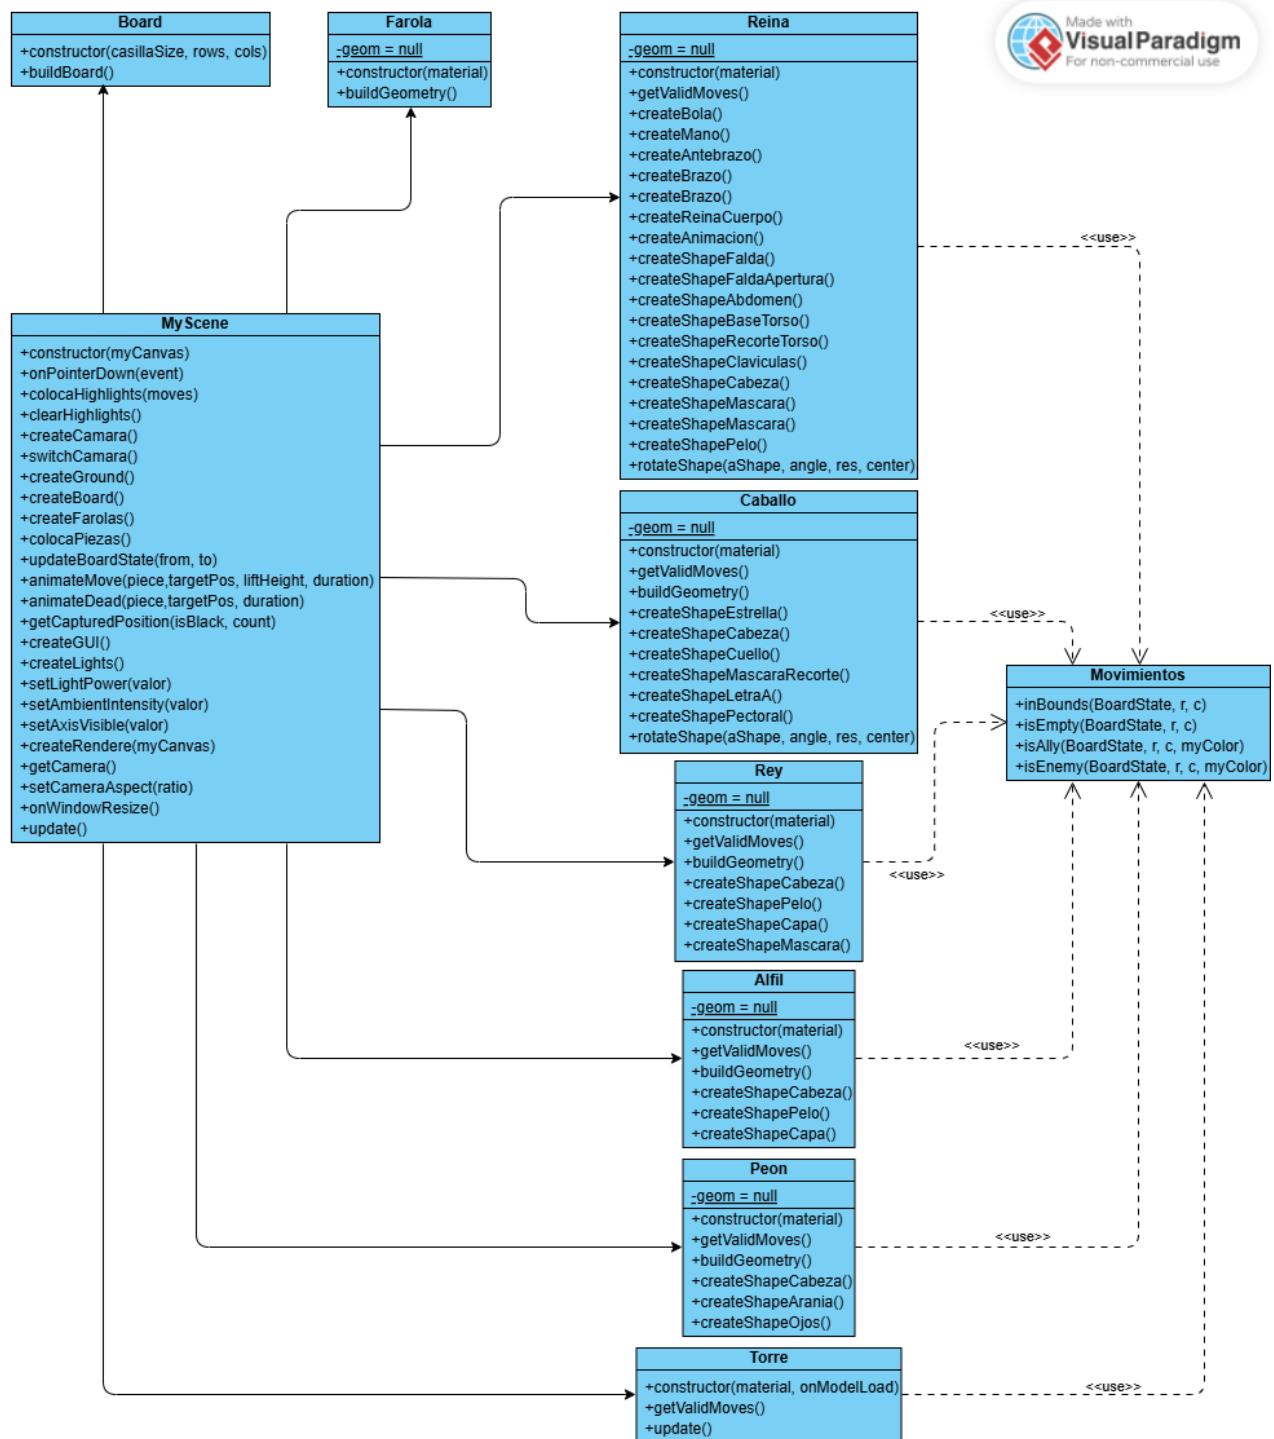 Board
+constructor(casillaSize, rows, cols)
+buildBoard()
Farola
-geom = null
+constructor(material)
+buildGeometry()
Reina
-geom = null
+constructor(material)
+getValidMoves()
+createBola()
+createMano()
+createAntebrazo()
+createBrazo()
+createBrazo()
+createReinaCuerpo()
+createAnimacion()
+createShapeFalda()
+createShapeFaldaApertura()
+createShapeAbdomen()
+createShapeBaseTorso()
+createShapeRecorteTorso()
+createShapeClaviculas()
+createShapeCabeza()
+createShapeMascara()
+createShapeMascara()
+createShapePelo()
+rotateShape(aShape, angle, res, center)
Made with
VisualParadigm
For non-commercial use
<<use>>
MyScene
+constructor(myCanvas)
+onPointerDown(event)
+colocaHighlights(moves)
+clearHighlights()
+createCamara()
+switchCamara()
+createGround()
+createBoard()
+createFarolas()
+colocaPiezas()
+updateBoardState(from, to)
+animateMove(piece,targetPos, liftHeight, duration)
+animateDead(piece,targetPos, duration)
+getCapturedPosition(isBlack, count)
+createGUI()
+createLights()
+setLightPower(valor)
+setAmbientIntensity(valor)
+setAxisVisible(valor)
+createRendere(myCanvas)
+getCamera()
+setCameraAspect(ratio)
+onWindowResize()
+update()
Caballo
-geom = null
+constructor(material)
+getValidMoves()
+buildGeometry()
+createShapeEstrella()
+createShapeCabeza()
+createShapeCuello()
+createShapeMascaraRecorte()
+createShapeLetraA()
+createShapePectoral()
+rotateShape(aShape, angle, res, center)
<<use>>
Movimientos
+inBounds(BoardState, r, c)
+isEmpty(BoardState, r, c)
+isAlly(BoardState, r, c, myColor)
+isEnemy(BoardState, r, c, myColor)
Rey
-geom = null
+constructor(material)
+getValidMoves()
+buildGeometry()
+createShapeCabeza()
+createShapePelo()
+createShapeCapa()
+createShapeMascara()
<<use>>
Alfil
-geom = null
+constructor(material)
+getValidMoves()
+buildGeometry()
+createShapeCabeza()
+createShapePelo()
+createShapeCapa()
<<use>>
Peon
-geom = null
+constructor(material)
+getValidMoves()
+buildGeometry()
+createShapeCabeza()
+createShapeArania()
+createShapeOjos()
<<use>>
Torre
+constructor(material, onModelLoad)
+getValidMoves()
+update()
<<use>>